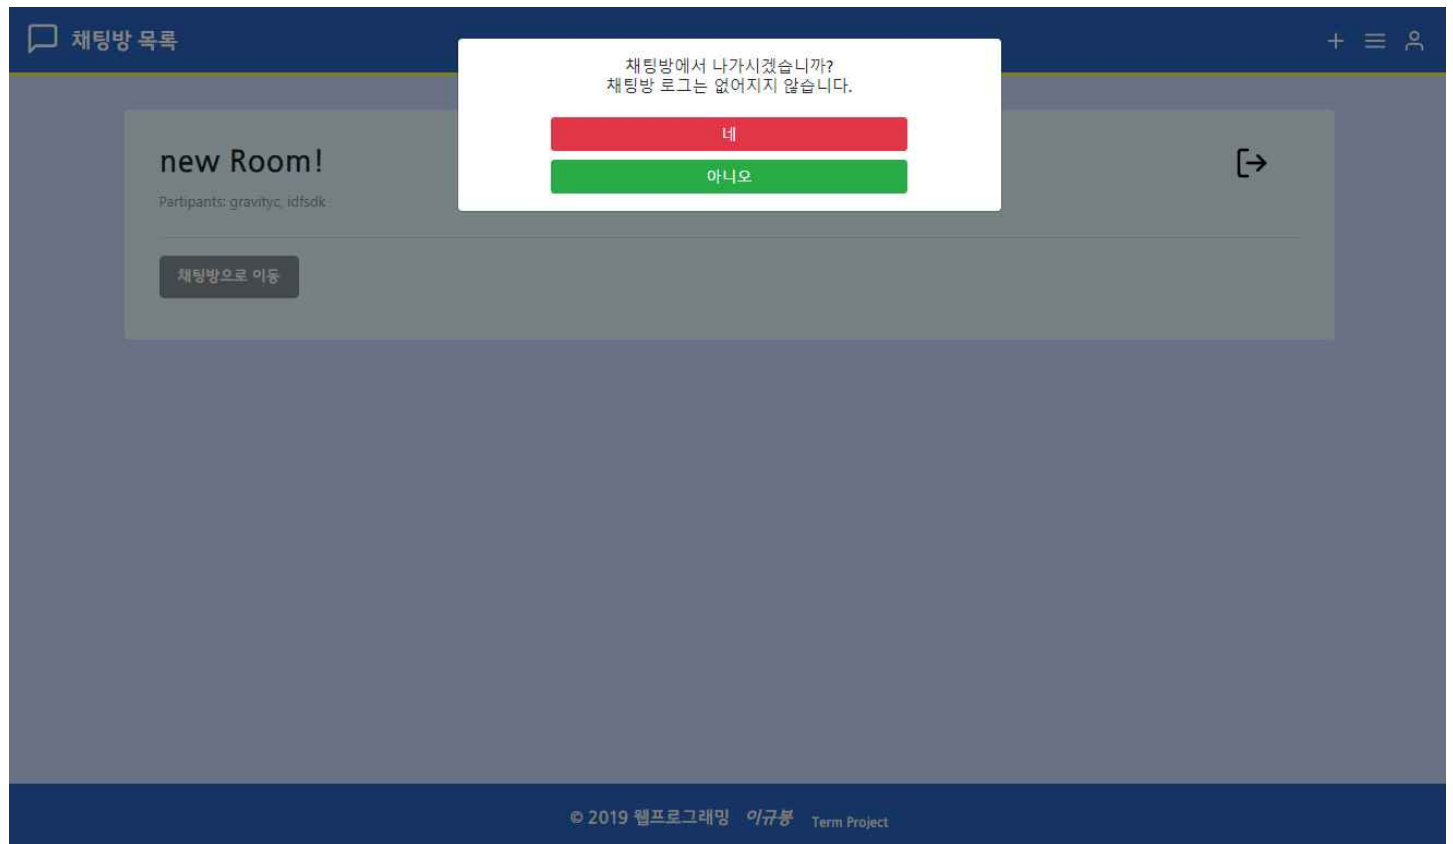 채팅방 목록
채팅방에서 나가시겠습니까?
채팅방 로그는 없어지지 않습니다.
네
아니오
new Room!
Partipants: gravityc, idfsdk
채팅방으로 이동
© 2019 웹프로그래밍 이규봉 Term Project